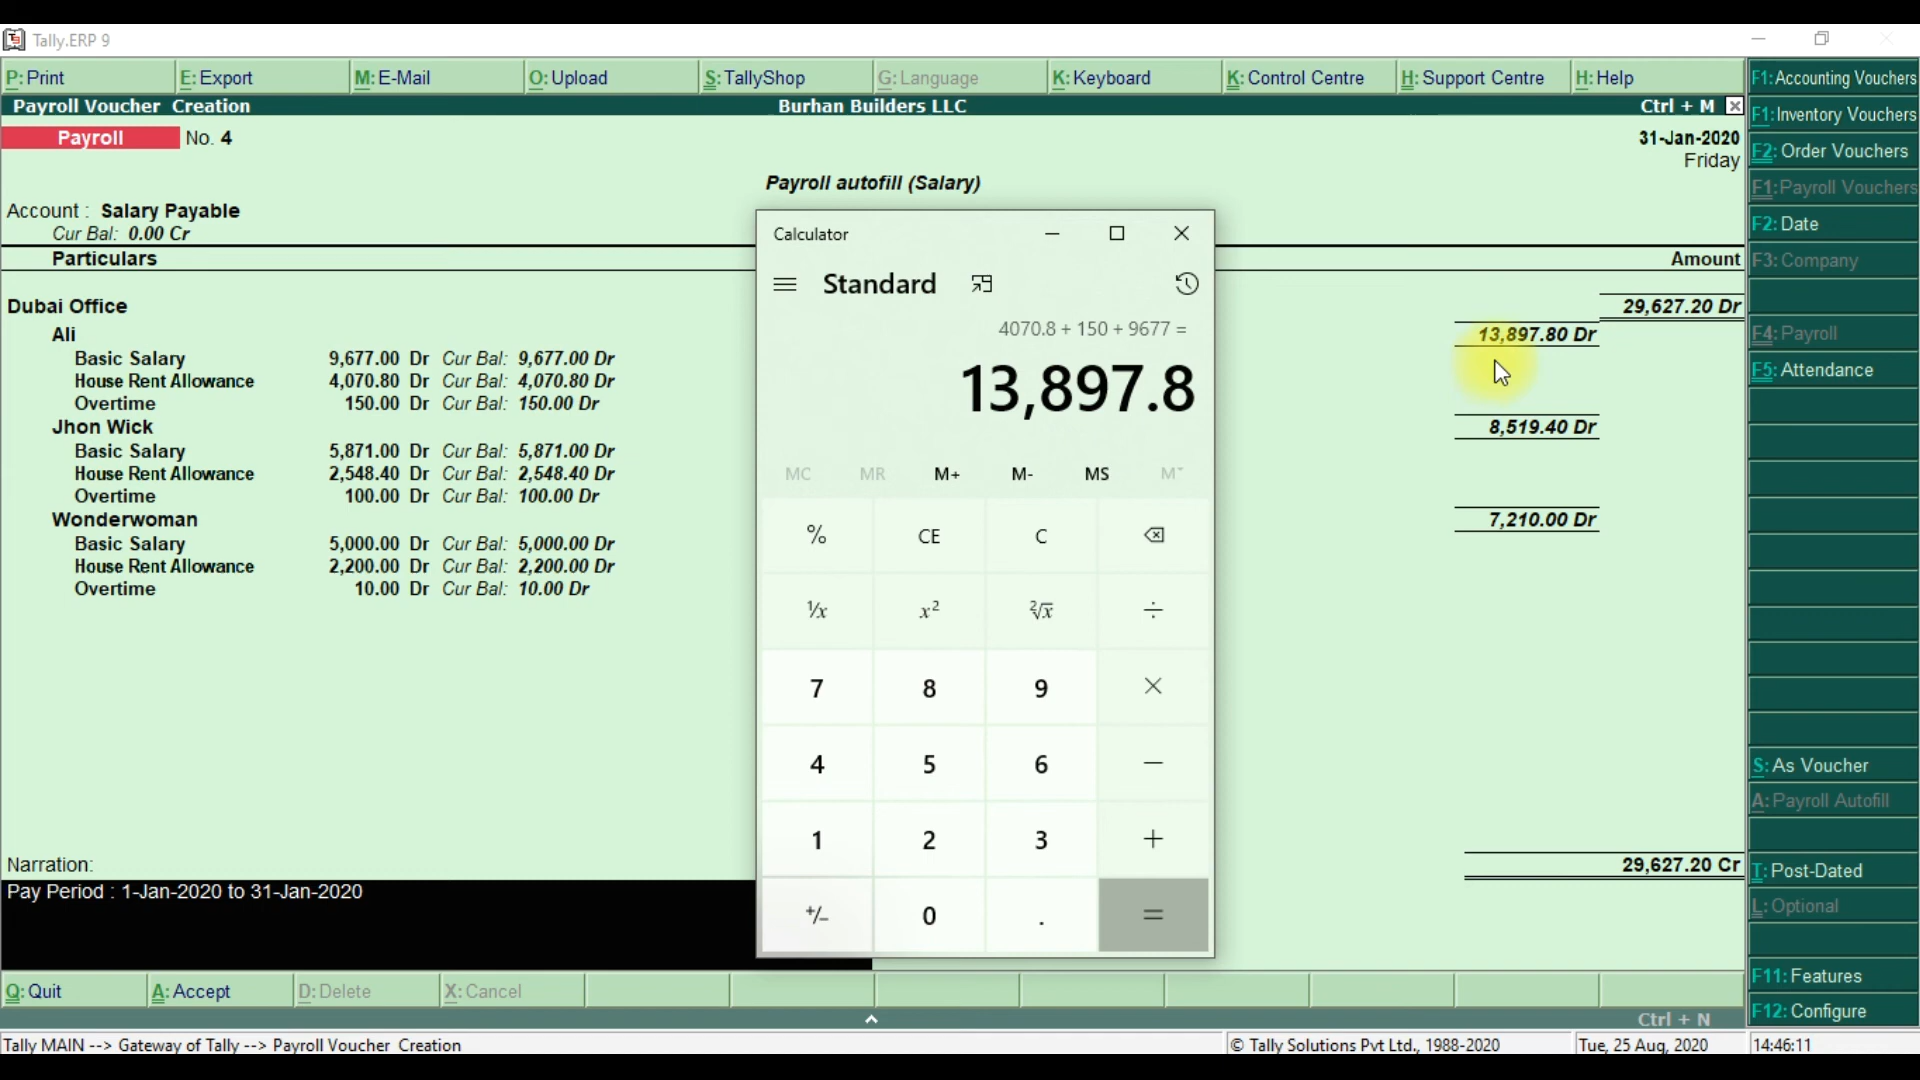 Tally.ERP 9
P: Print E: Export M: E-Mail O: Upload S: TallyShop G: Language K: Keyboard K: Control Centre H: Support Centre H: Help
Payroll Voucher Creation Burhan Builders LLC Ctrl + M
Payroll No. 4 31-Jan-2020
Friday
Payroll autofill (Salary)
Account : Salary Payable
Cur Bal: 0.00 Cr
Particulars Amount
Dubai Office 29,627.20 Dr
Ali 13,897.80 Dr
Basic Salary 9,677.00 Dr Cur Bal: 9,677.00 Dr
House Rent Allowance 4,070.80 Dr Cur Bal: 4,070.80 Dr
Overtime 150.00 Dr Cur Bal: 150.00 Dr
Jhon Wick 8,519.40 Dr
Basic Salary 5,871.00 Dr Cur Bal: 5,871.00 Dr
House Rent Allowance 2,548.40 Dr Cur Bal: 2,548.40 Dr
Overtime 100.00 Dr Cur Bal: 100.00 Dr
Wonderwoman 7,210.00 Dr
Basic Salary 5,000.00 Dr Cur Bal: 5,000.00 Dr
House Rent Allowance 2,200.00 Dr Cur Bal: 2,200.00 Dr
Overtime 10.00 Dr Cur Bal: 10.00 Dr
Narration: 29,627.20 Cr
Pay Period : 1-Jan-2020 to 31-Jan-2020
Calculator
Standard
4070.8 + 150 + 9677 =
13,897.8
MC MR M+ M- MS M˅
% CE C
¹/x x² ²√x ÷
7 8 9 ×
4 5 6 −
1 2 3 +
+/− 0 . =
F1: Accounting Vouchers
F1: Inventory Vouchers
F2: Order Vouchers
F1: Payroll Vouchers
F2: Date
F3: Company
F4: Payroll
F5: Attendance
S: As Voucher
A: Payroll Autofill
T: Post-Dated
L: Optional
F11: Features
F12: Configure
Q: Quit A: Accept D: Delete X: Cancel
Ctrl + N
Tally MAIN --> Gateway of Tally --> Payroll Voucher Creation © Tally Solutions Pvt Ltd., 1988-2020 Tue, 25 Aug, 2020 14:46:11